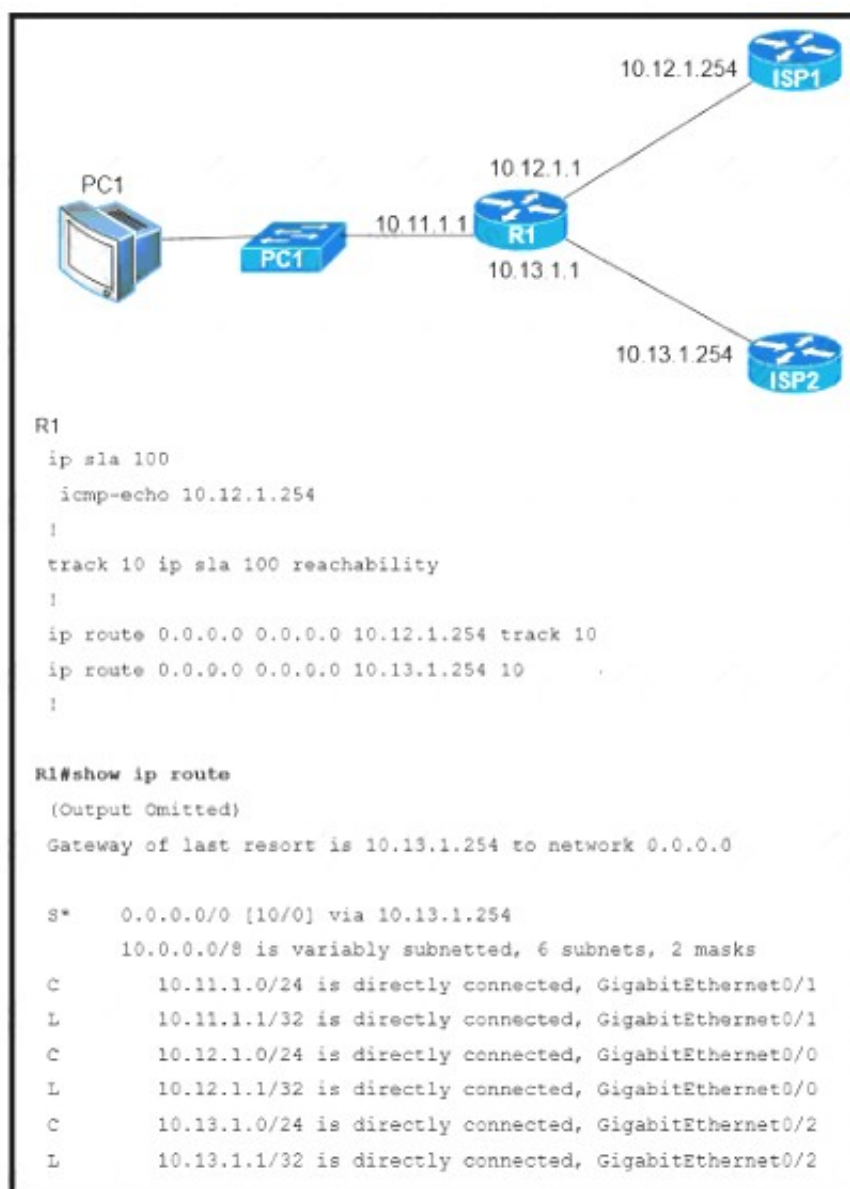 10.12.1.254
ISP1
10.12.1.1
PC1
10.11.1.1
R1
PC1
10.13.1.1
10.13.1.254
ISP2
R1
ip sla 100
icmp-echo 10.12.1.254
!
track 10 ip sla 100 reachability
!
ip route 0.0.0.0 0.0.0.0 10.12.1.254 track 10
ip route 0.0.0.0 0.0.0.0 10.13.1.254 10
!
R1#show ip route
(Output Omitted)
Gateway of last resort is 10.13.1.254 to network 0.0.0.0
S* 0.0.0.0/0 [10/0] via 10.13.1.254
10.0.0.0/8 is variably subnetted, 6 subnets, 2 masks
C 10.11.1.0/24 is directly connected, GigabitEthernet0/1
L 10.11.1.1/32 is directly connected, GigabitEthernet0/1
C 10.12.1.0/24 is directly connected, GigabitEthernet0/0
L 10.12.1.1/32 is directly connected, GigabitEthernet0/0
C 10.13.1.0/24 is directly connected, GigabitEthernet0/2
L 10.13.1.1/32 is directly connected, GigabitEthernet0/2